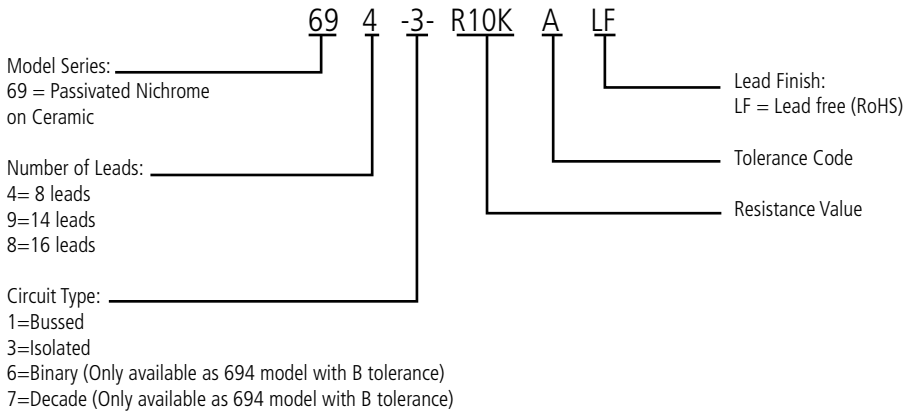 69 4 -3- R10K A LF
Model Series:
69 = Passivated Nichrome
on Ceramic
Number of Leads:
4= 8 leads
9=14 leads
8=16 leads
Circuit Type:
1=Bussed
3=Isolated
6=Binary (Only available as 694 model with B tolerance)
7=Decade (Only available as 694 model with B tolerance)
Lead Finish:
LF = Lead free (RoHS)
Tolerance Code
Resistance Value